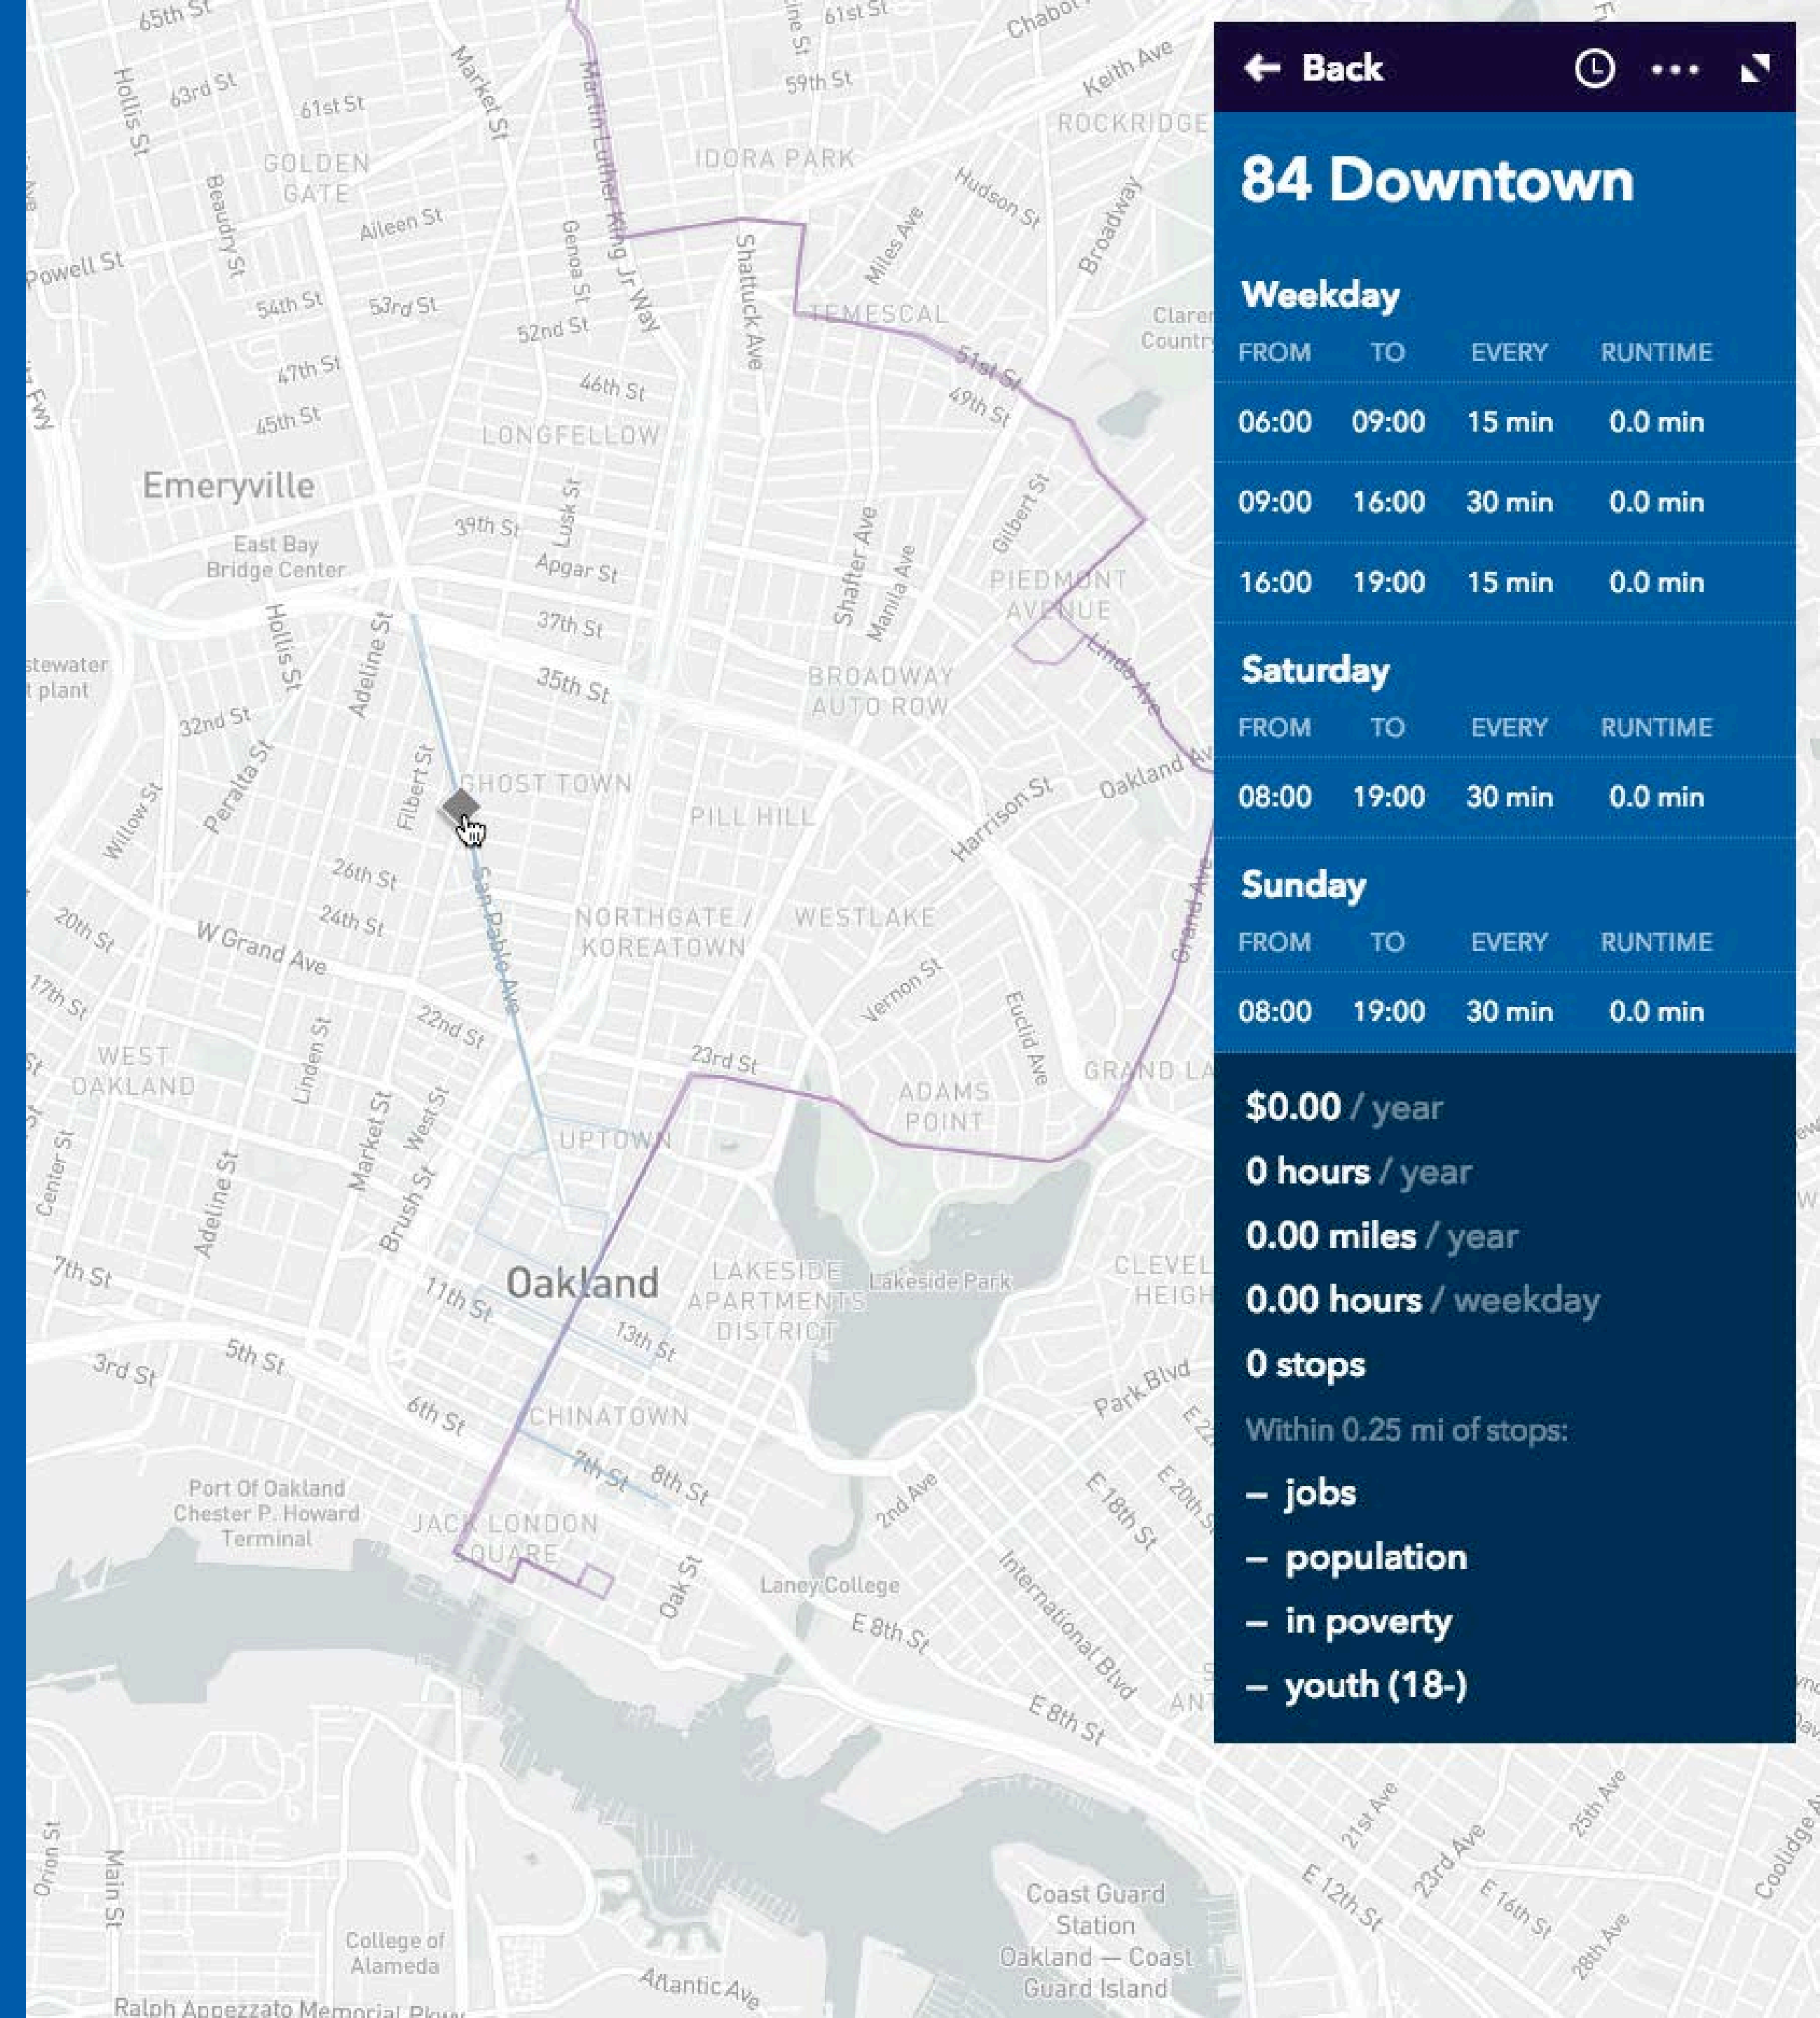 65th St
61st St
Chabot
Keith Ave
63rd St
61st St
59th St
Hollis St
Market St
Martin Luther King Jr Way
ROCKRIDGE
IDORA PARK
GOLDEN
GATE
Beaudry St
Aileen St
Genoa St
Hudson St
Miles Ave
Broadway
Powell St
Shattuck Ave
54th St
53rd St
52nd St
TEMESCAL
51st St
49th St
47th St
46th St
45th St
LONGFELLOW
Emeryville
39th St
Lusk St
Shafter Ave
Manila Ave
Gilbert St
East Bay
Bridge Center
Apgar St
PIEDMONT
AVENUE
Hollis St
Adeline St
37th St
Linda Ave
35th St
BROADWAY
AUTO ROW
32nd St
Peralta St
Filbert St
GHOST TOWN
PILL HILL
Harrison St
Oakland Av
Willow St
26th St
24th St
San Pablo Ave
NORTHGATE /
KOREATOWN
WESTLAKE
Grand Ave
20th St
W Grand Ave
17th St
22nd St
Vernon St
Euclid Ave
WEST
OAKLAND
Linden St
23rd St
GRAND LA
ADAMS
POINT
Market St
West St
UPTOWN
Center St
Adeline St
Brush St
7th St
11th St
Oakland
LAKESIDE
APARTMENTS
DISTRICT
Lakeside Park
CLEVEL
HEIGH
13th St
3rd St
5th St
6th St
CHINATOWN
Park Blvd
7th St
8th St
2nd Ave
E 18th St
E 20th S
Port Of Oakland
Chester P. Howard
Terminal
JACK LONDON
SQUARE
Oak St
Laney College
E 8th St
International Blvd
E 8th St
Orion St
Main St
College of
Alameda
Atlantic Ave
Ralph Appezzato Memorial Pkwy
Coast Guard
Station
Oakland — Coast
Guard Island
21st Ave
23rd Ave
25th Ave
E 12th St
E 16th St
28th Ave
Coolidge A
Back
84 Downtown
Weekday
FROM TO EVERY RUNTIME
06:00 09:00 15 min 0.0 min
09:00 16:00 30 min 0.0 min
16:00 19:00 15 min 0.0 min
Saturday
FROM TO EVERY RUNTIME
08:00 19:00 30 min 0.0 min
Sunday
FROM TO EVERY RUNTIME
08:00 19:00 30 min 0.0 min
$0.00 / year
0 hours / year
0.00 miles / year
0.00 hours / weekday
0 stops
Within 0.25 mi of stops:
– jobs
– population
– in poverty
– youth (18-)